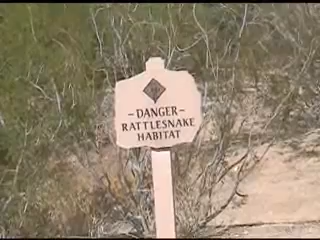 - DANGER -
RATTLESNAKE
HABITAT